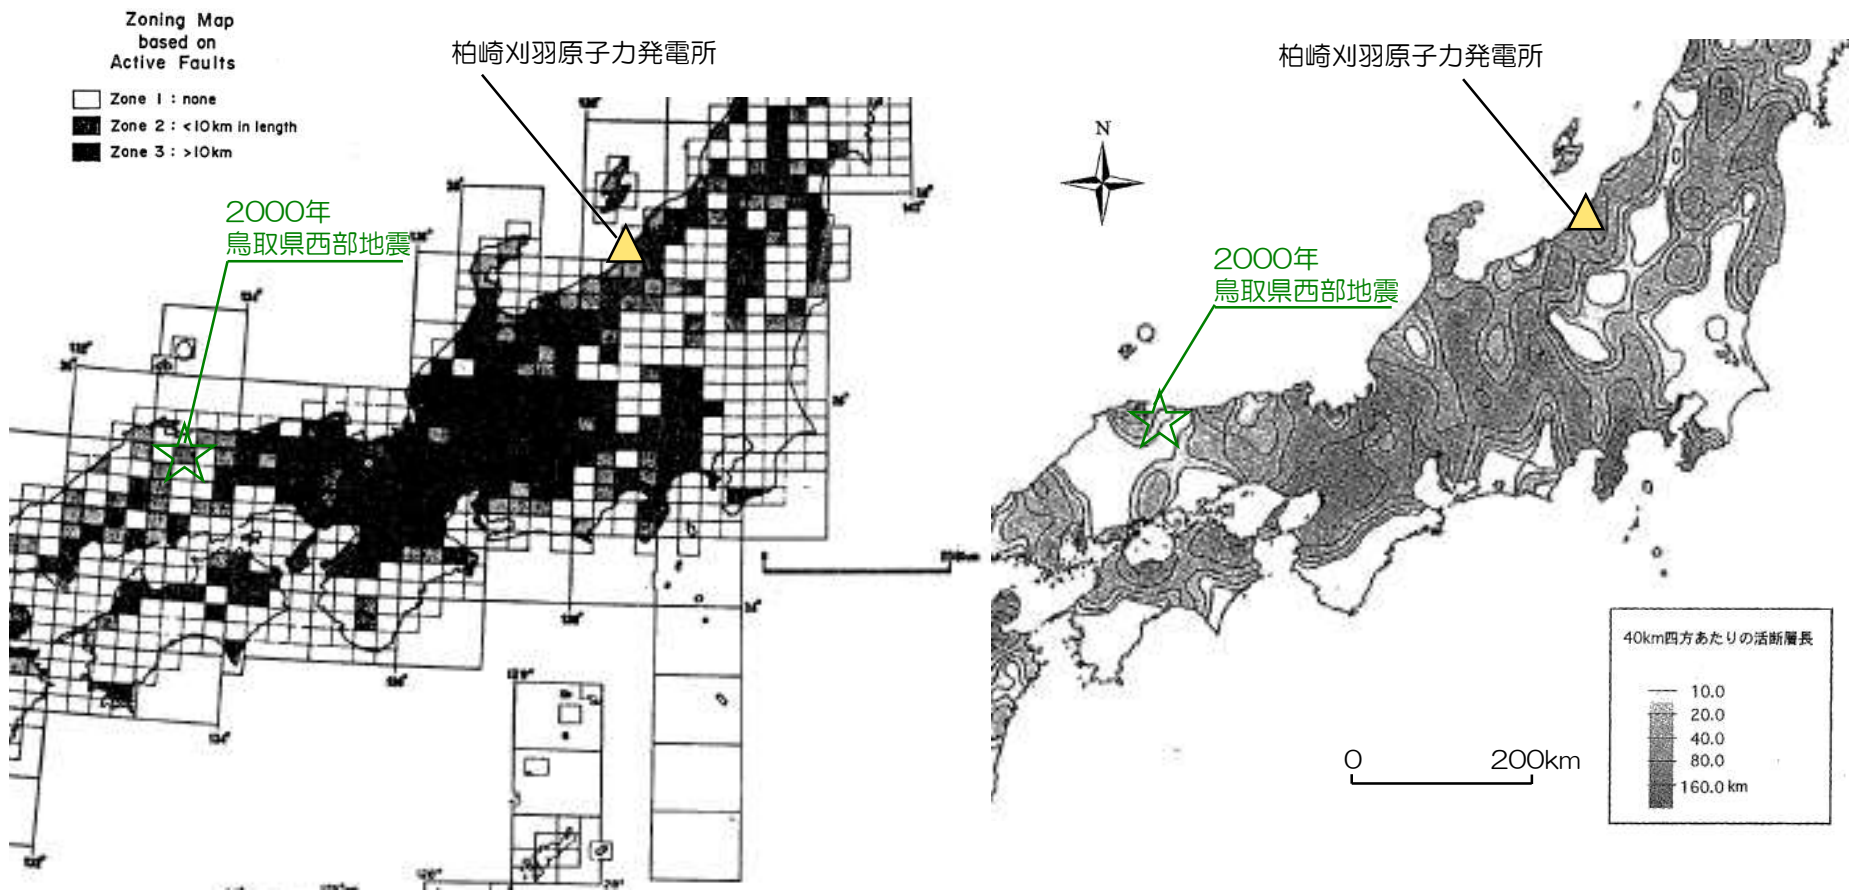 Zoning Map
based on
Active Faults
Zone 1 : none
Zone 2 : <10km in length
Zone 3 : >10km
柏崎刈羽原子力発電所
2000年
鳥取県西部地震
柏崎刈羽原子力発電所
N
2000年
鳥取県西部地震
40km四方あたりの活断層長
10.0
20.0
40.0
80.0
160.0 km
0 200km